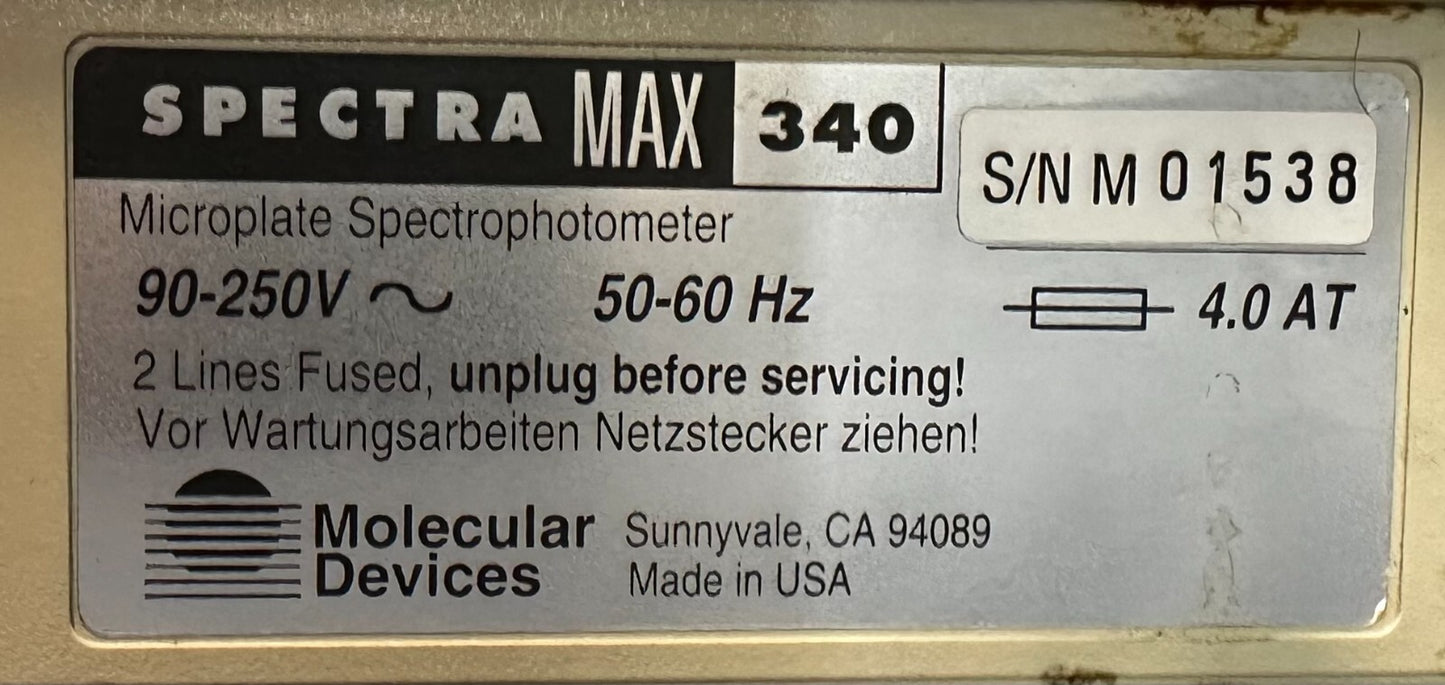 SPECTRA MAX 340
S/N M 01538
Microplate Spectrophotometer
90-250V ~ 50-60 Hz 4.0 AT
2 Lines Fused, unplug before servicing!
Vor Wartungsarbeiten Netzstecker ziehen!
Molecular Devices
Sunnyvale, CA 94089
Made in USA